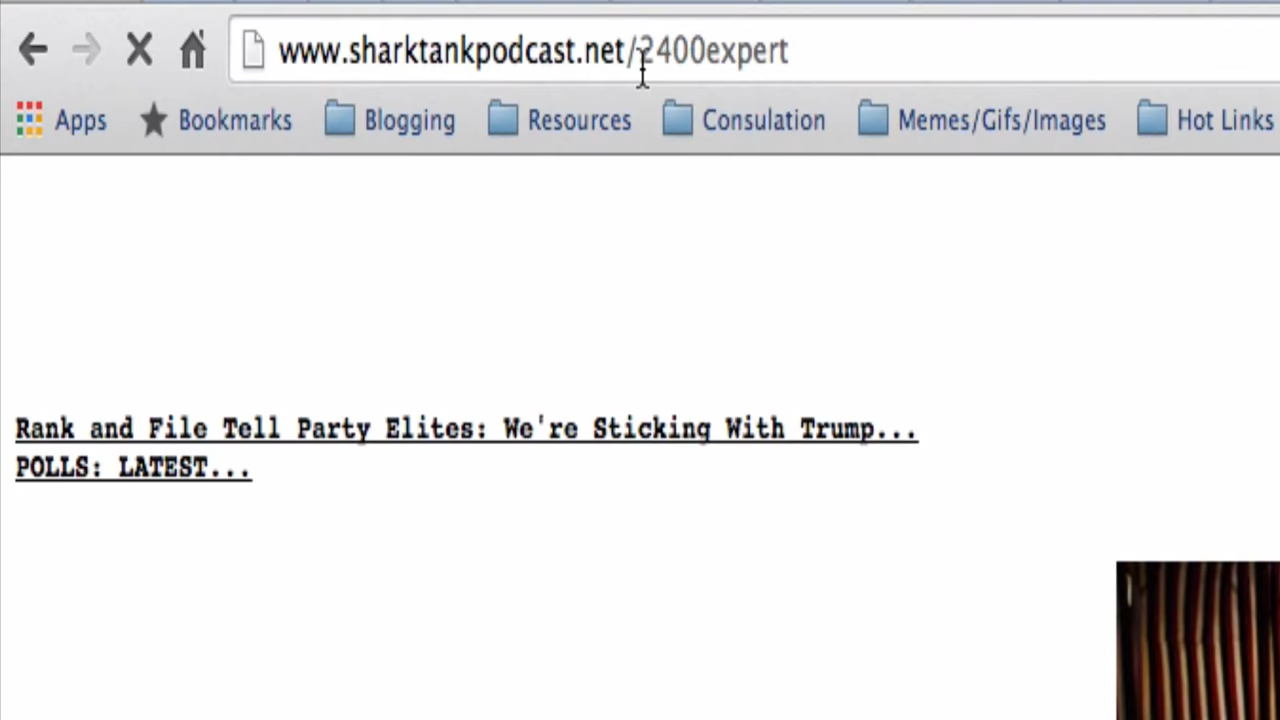 www.sharktankpodcast.net/2400expert
Apps Bookmarks Blogging Resources Consulation Memes/Gifs/Images Hot Links
Rank and File Tell Party Elites: We're Sticking With Trump...
POLLS: LATEST...